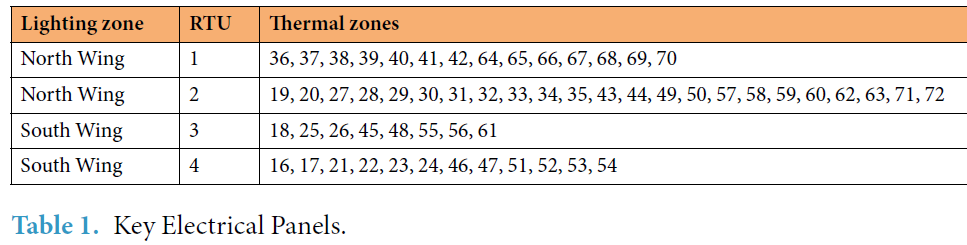 Lighting zone RTU Thermal zones
North Wing 1 36, 37, 38, 39, 40, 41, 42, 64, 65, 66, 67, 68, 69, 70
North Wing 2 19, 20, 27, 28, 29, 30, 31, 32, 33, 34, 35, 43, 44, 49, 50, 57, 58, 59, 60, 62, 63, 71, 72
South Wing 3 18, 25, 26, 45, 48, 55, 56, 61
South Wing 4 16, 17, 21, 22, 23, 24, 46, 47, 51, 52, 53, 54
Table 1. Key Electrical Panels.